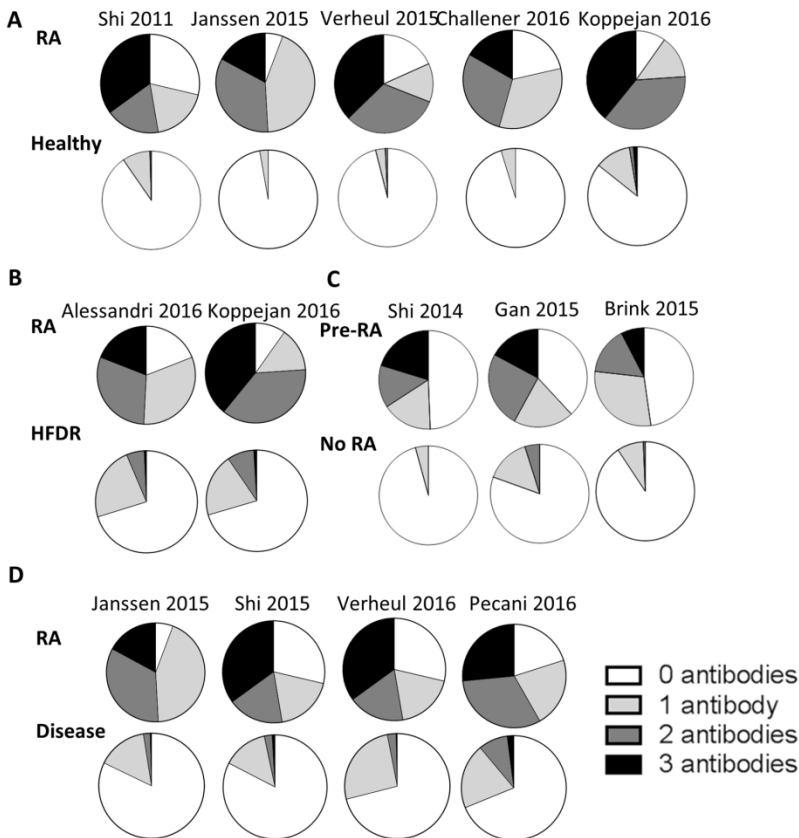 A
Shi 2011 Janssen 2015 Verheul 2015 Challener 2016 Koppejan 2016
RA
Healthy
B
Alessandri 2016 Koppejan 2016
RA
HFDR
C
Shi 2014 Gan 2015 Brink 2015
Pre-RA
No RA
D
Janssen 2015 Shi 2015 Verheul 2016 Pecani 2016
RA
Disease
0 antibodies
1 antibody
2 antibodies
3 antibodies